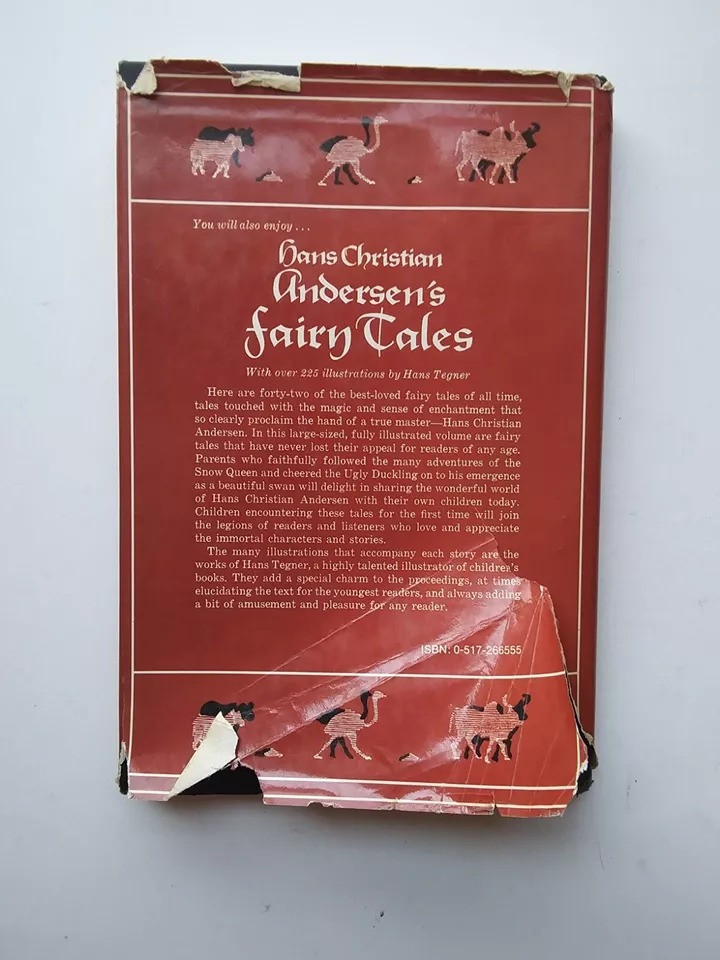 You will also enjoy . . .
Hans Christian
Andersen's
Fairy Tales
With over 225 illustrations by Hans Tegner
Here are forty-two of the best-loved fairy tales of all time,
tales touched with the magic and sense of enchantment that
so clearly proclaim the hand of a true master—Hans Christian
Andersen. In this large-sized, fully illustrated volume are fairy
tales that have never lost their appeal for readers of any age.
Parents who faithfully followed the many adventures of the
Snow Queen and cheered the Ugly Duckling on to his emergence
as a beautiful swan will delight in sharing the wonderful world
of Hans Christian Andersen with their own children today.
Children encountering these tales for the first time will join
the legions of readers and listeners who love and appreciate
the immortal characters and stories.
The many illustrations that accompany each story are the
works of Hans Tegner, a highly talented illustrator of children's
books. They add a special charm to the proceedings, at times
elucidating the text for the youngest readers, and always adding
a bit of amusement and pleasure for any reader.
ISBN: 0-517-266555